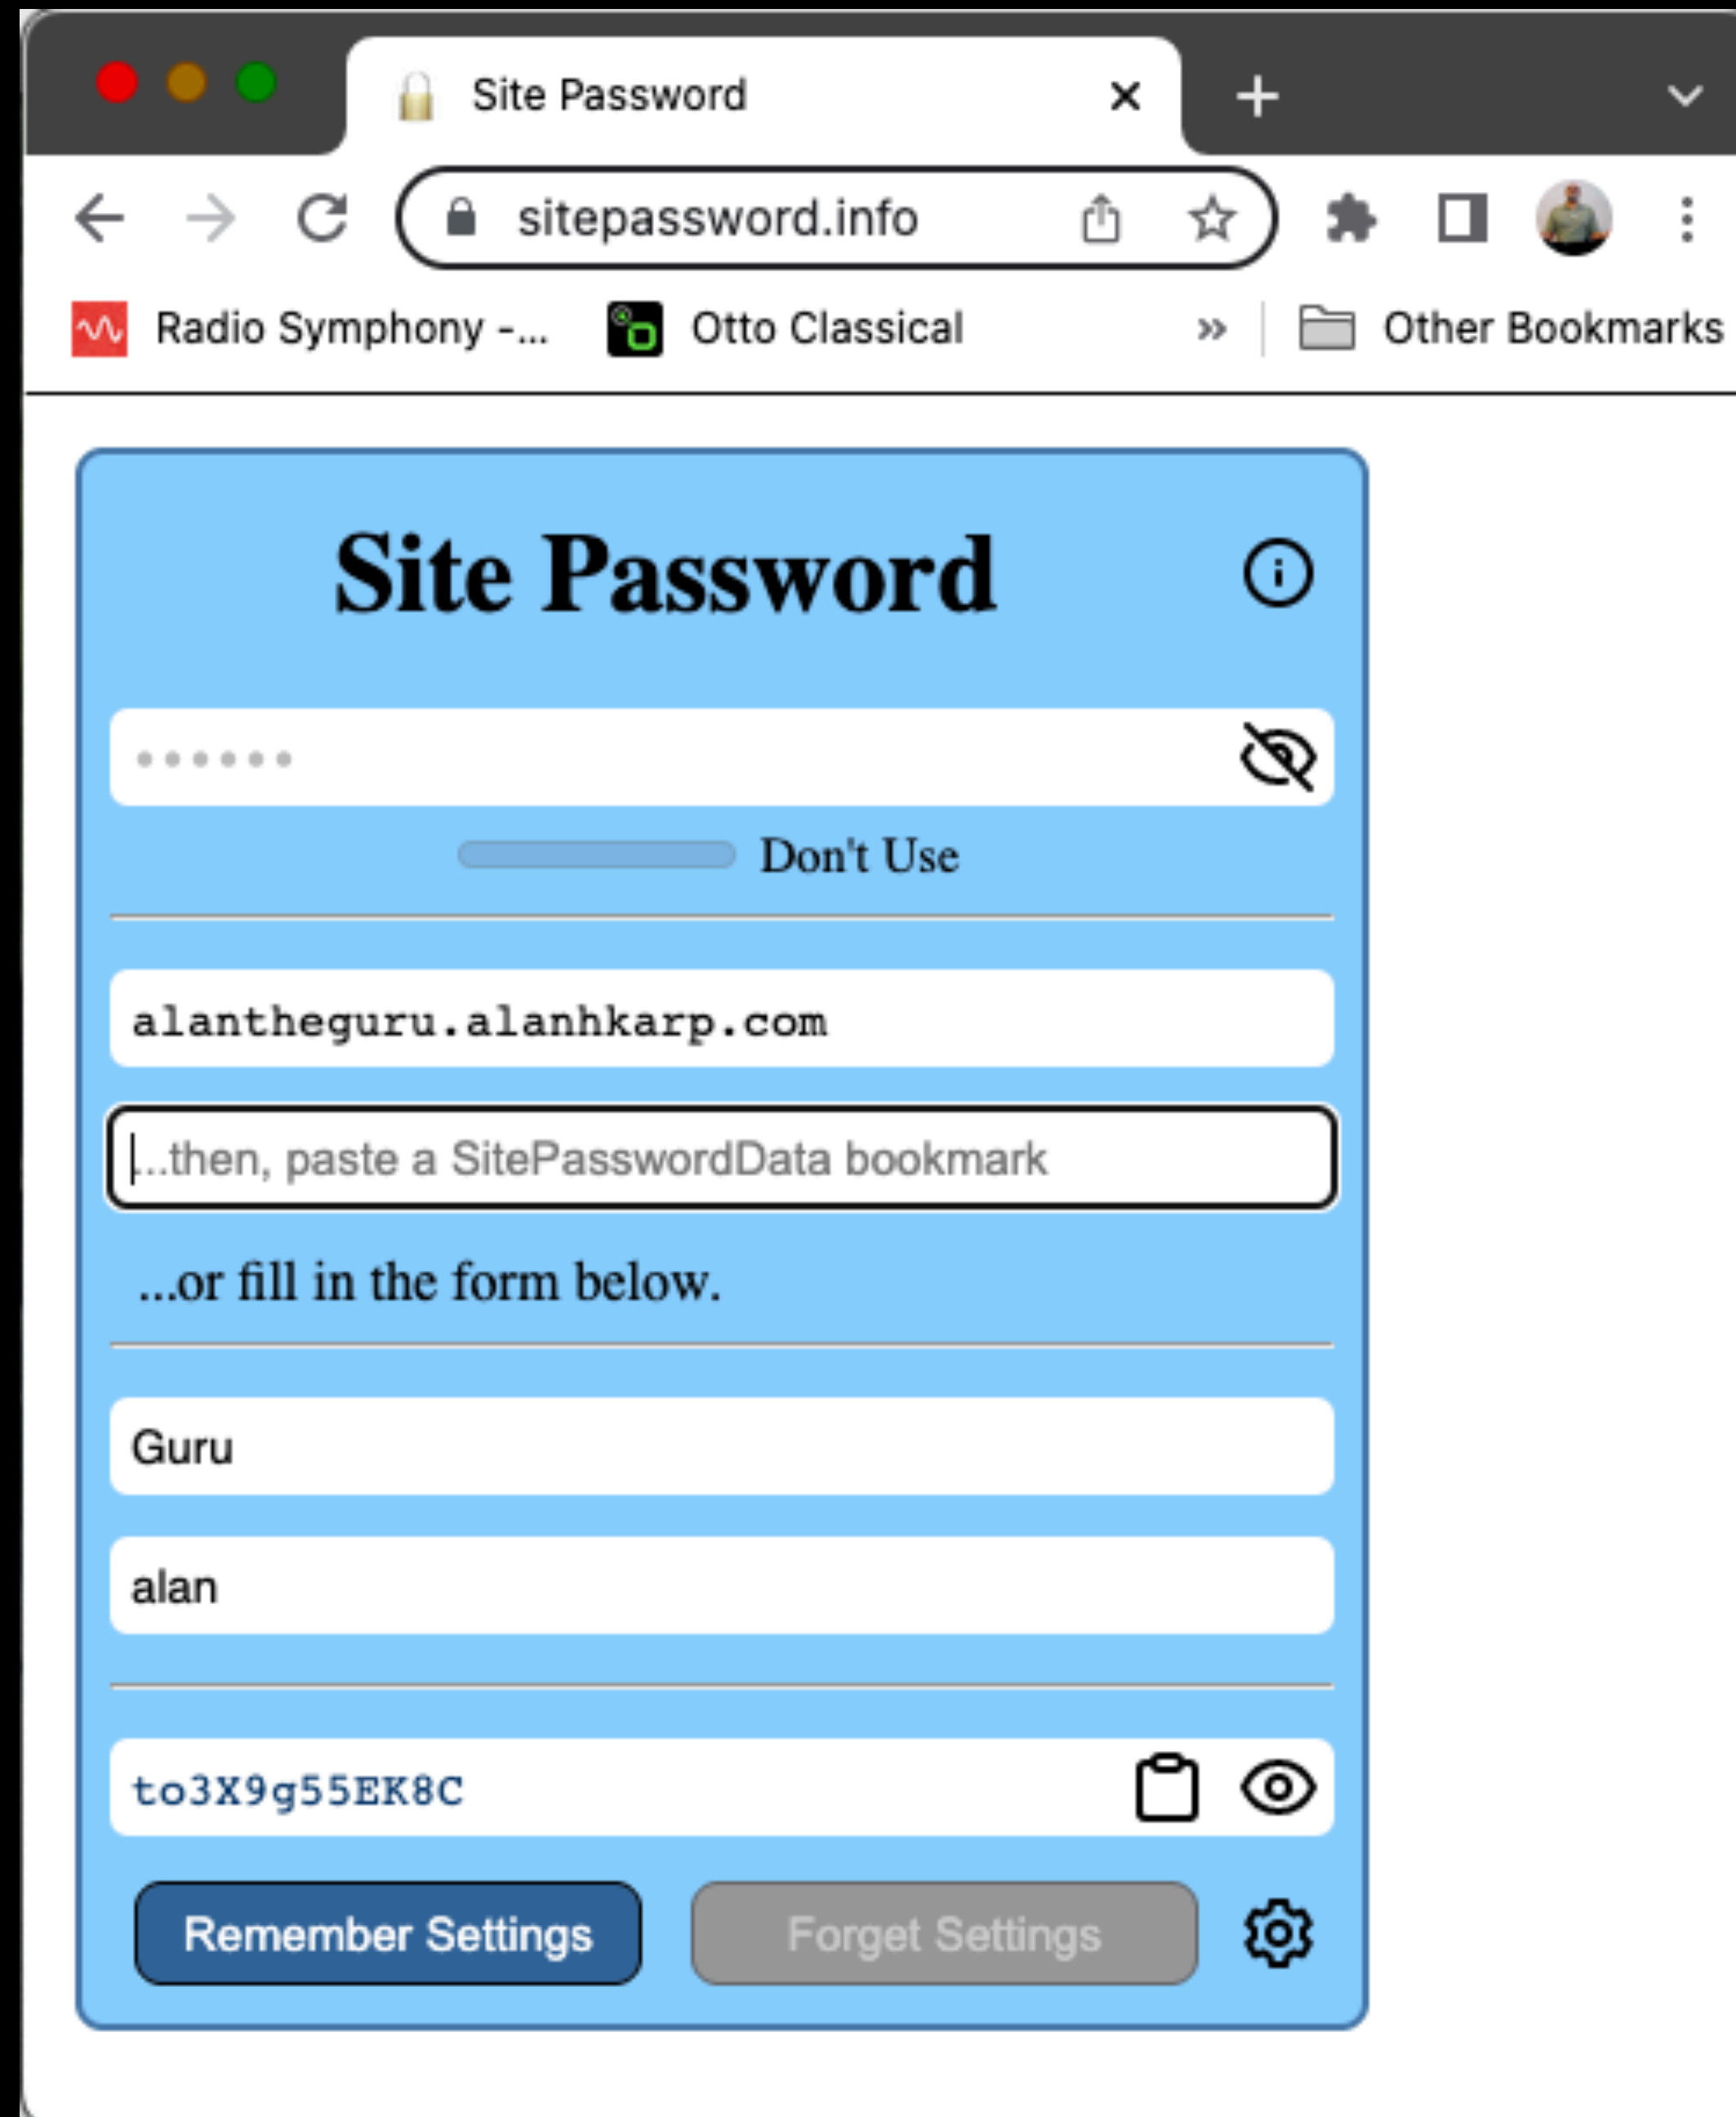 Site Password
sitepassword.info
Radio Symphony -...
Otto Classical
Other Bookmarks
Site Password
Don't Use
alantheguru.alanhkarp.com
...then, paste a SitePasswordData bookmark
...or fill in the form below.
Guru
alan
to3X9g55EK8C
Remember Settings
Forget Settings